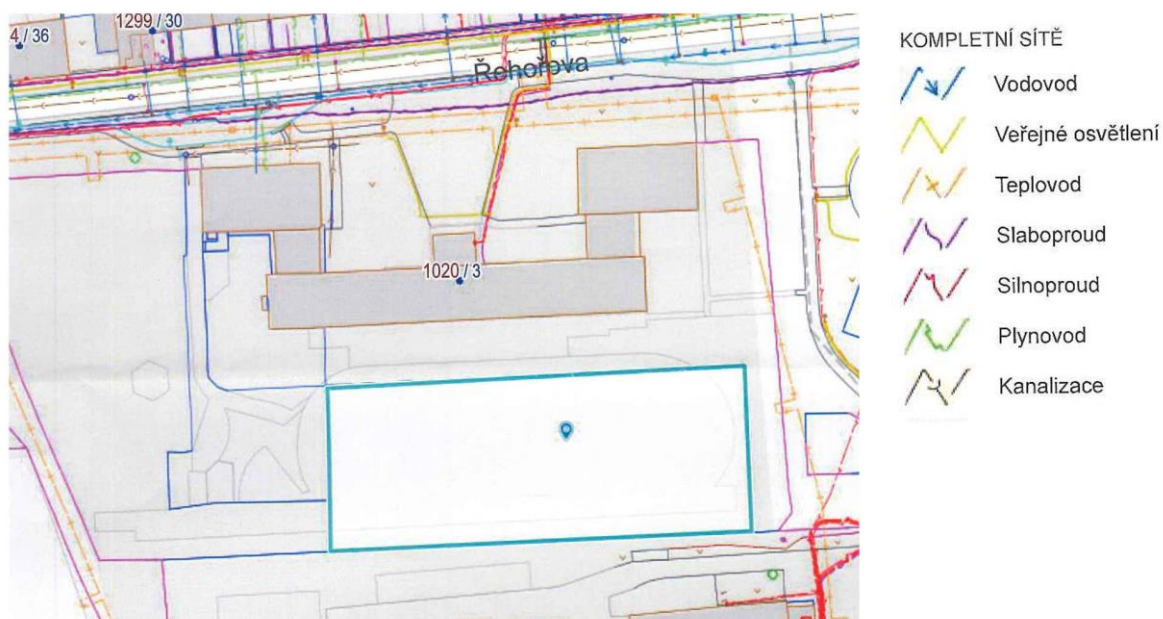 1299 / 30
4 / 36
Řehořova
1020 / 3
KOMPLETNÍ SÍTĚ
Vodovod
Veřejné osvětlení
Teplovod
Slaboproud
Silnoproud
Plynovod
Kanalizace